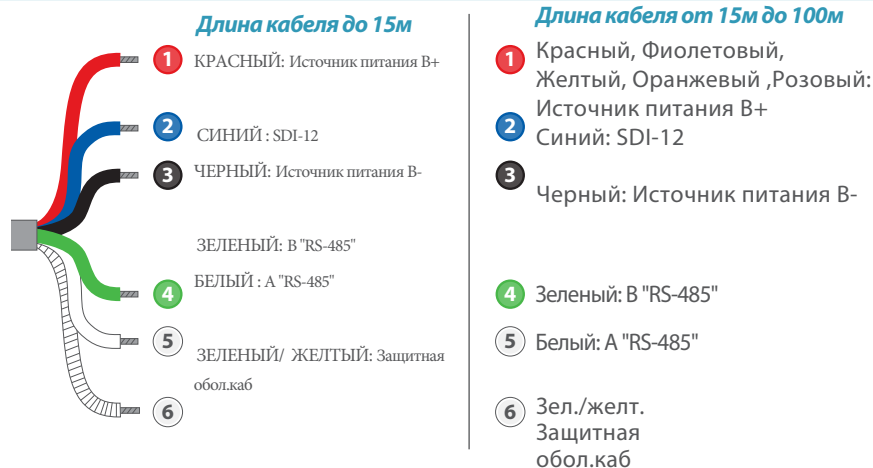 Длина кабеля до 15м
1
КРАСНЫЙ: Источник питания В+
2
СИНИЙ : SDI-12
3
ЧЕРНЫЙ: Источник питания В-
ЗЕЛЕНЫЙ: В "RS-485"
4
БЕЛЫЙ : А "RS-485"
5
ЗЕЛЕНЫЙ/ ЖЕЛТЫЙ: Защитная
обол.каб
6
Длина кабеля от 15м до 100м
1
Красный, Фиолетовый,
Желтый, Оранжевый ,Розовый:
Источник питания В+
2
Синий: SDI-12
3
Черный: Источник питания В-
4
Зеленый: В "RS-485"
5
Белый: А "RS-485"
6
Зел./желт.
Защитная
обол.каб